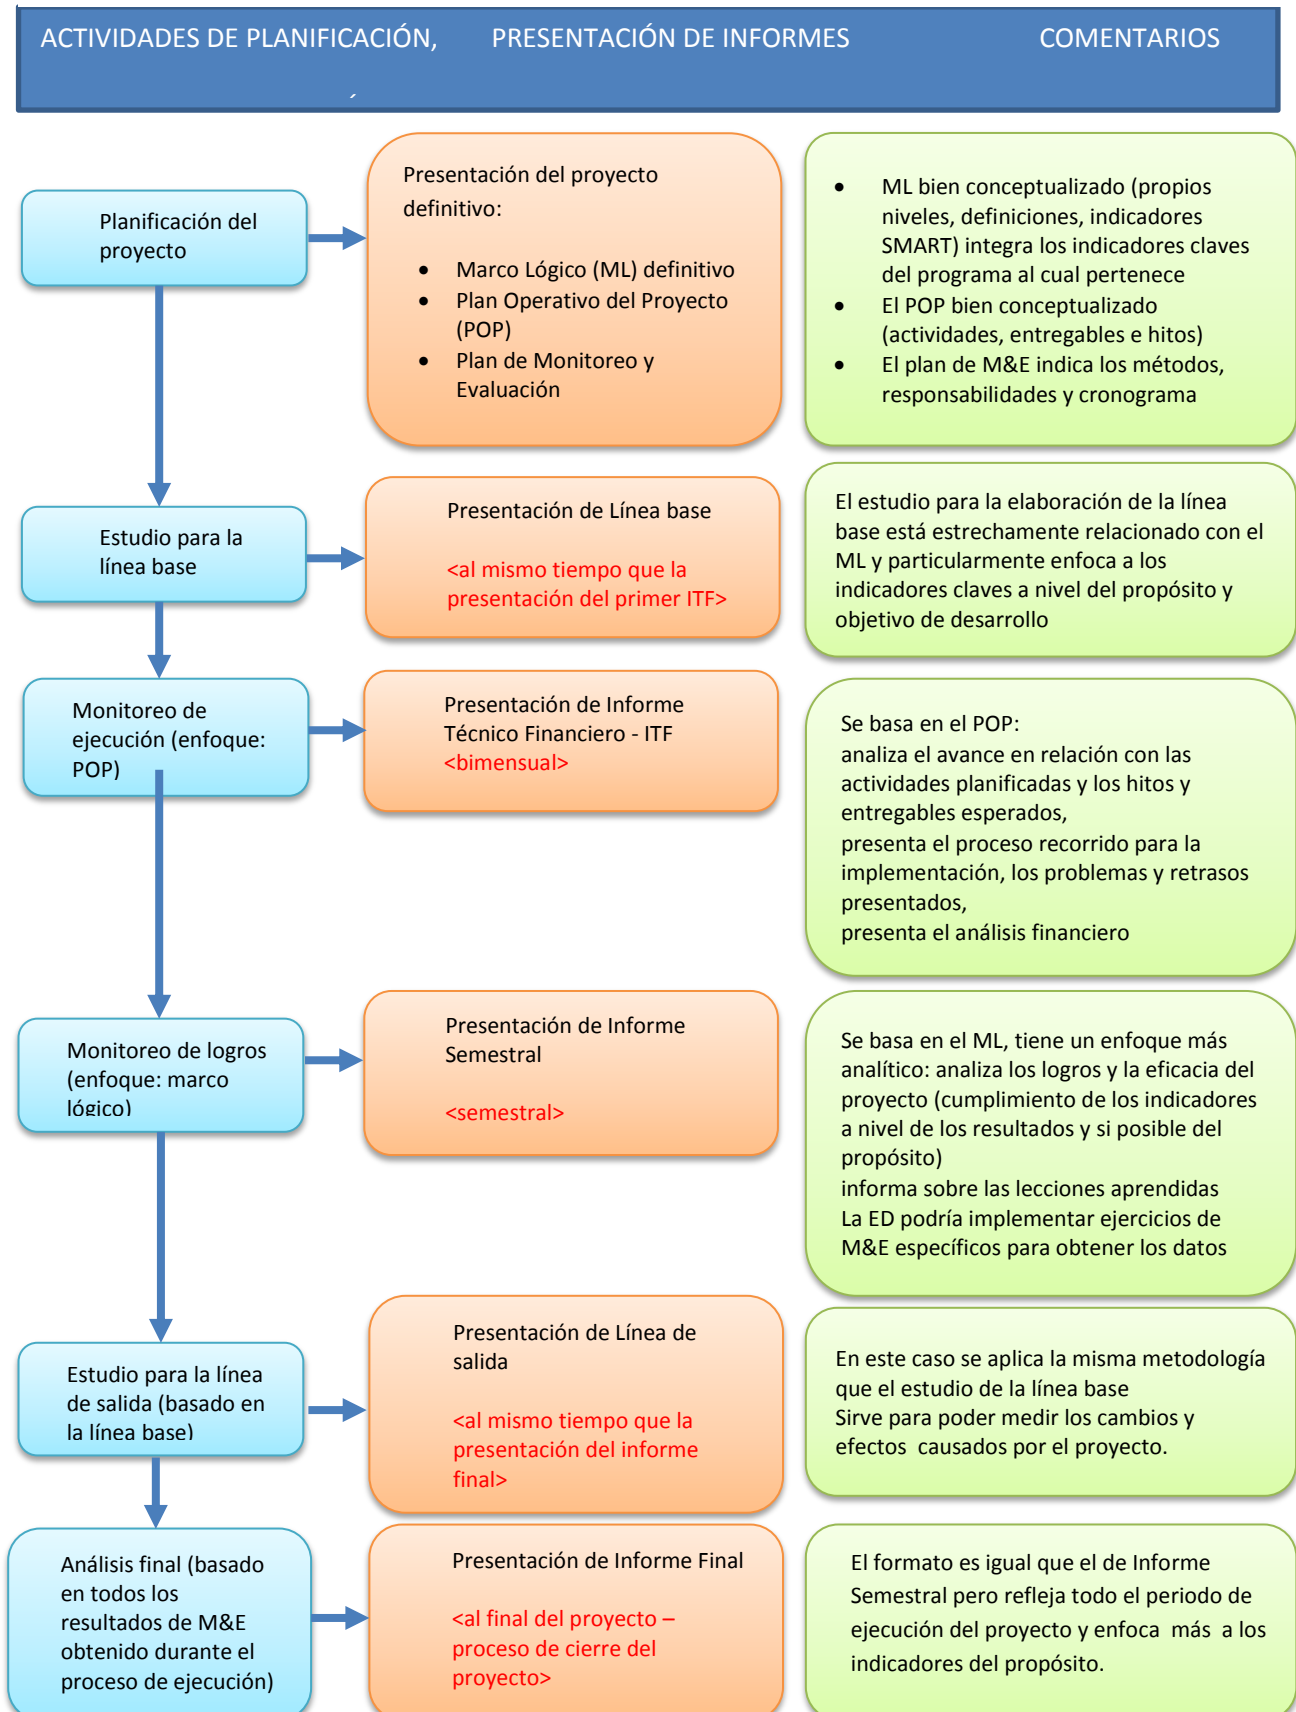 ACTIVIDADES DE PLANIFICACIÓN,
PRESENTACIÓN DE INFORMES
COMENTARIOS
Planificación del
proyecto
Presentación del proyecto
definitivo:
• Marco Lógico (ML) definitivo
• Plan Operativo del Proyecto
(POP)
• Plan de Monitoreo y
Evaluación
• ML bien conceptualizado (propios
niveles, definiciones, indicadores
SMART) integra los indicadores claves
del programa al cual pertenece
• El POP bien conceptualizado
(actividades, entregables e hitos)
• El plan de M&E indica los métodos,
responsabilidades y cronograma
Estudio para la
línea base
Presentación de Línea base
<al mismo tiempo que la
presentación del primer ITF>
El estudio para la elaboración de la línea
base está estrechamente relacionado con el
ML y particularmente enfoca a los
indicadores claves a nivel del propósito y
objetivo de desarrollo
Monitoreo de
ejecución (enfoque:
POP)
Presentación de Informe
Técnico Financiero - ITF
<bimensual>
Se basa en el POP:
analiza el avance en relación con las
actividades planificadas y los hitos y
entregables esperados,
presenta el proceso recorrido para la
implementación, los problemas y retrasos
presentados,
presenta el análisis financiero
Monitoreo de logros
(enfoque: marco
lógico)
Presentación de Informe
Semestral
<semestral>
Se basa en el ML, tiene un enfoque más
analítico: analiza los logros y la eficacia del
proyecto (cumplimiento de los indicadores
a nivel de los resultados y si posible del
propósito)
informa sobre las lecciones aprendidas
La ED podría implementar ejercicios de
M&E específicos para obtener los datos
Estudio para la línea
de salida (basado en
la línea base)
Presentación de Línea de
salida
<al mismo tiempo que la
presentación del informe
final>
En este caso se aplica la misma metodología
que el estudio de la línea base
Sirve para poder medir los cambios y
efectos causados por el proyecto.
Análisis final (basado
en todos los
resultados de M&E
obtenido durante el
proceso de ejecución)
Presentación de Informe Final
<al final del proyecto –
proceso de cierre del
proyecto>
El formato es igual que el de Informe
Semestral pero refleja todo el periodo de
ejecución del proyecto y enfoca más a los
indicadores del propósito.